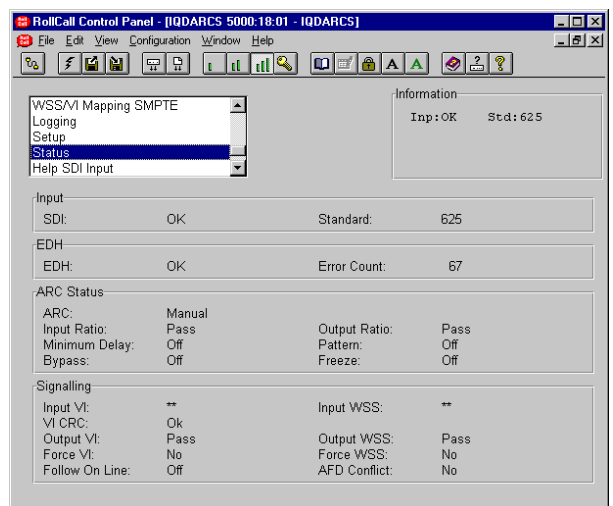 RollCall Control Panel - [IQDARCS 5000:18:01 - IQDARCS]
File Edit View Configuration Window Help
A A ? ?
WSS/VI Mapping SMPTE
Logging
Setup
Status
Help SDI Input
Information
Inp:OK Std:625
Input
SDI: OK Standard: 625
EDH
EDH: OK Error Count: 67
ARC Status
ARC: Manual
Input Ratio: Pass Output Ratio: Pass
Minimum Delay: Off Pattern: Off
Bypass: Off Freeze: Off
Signalling
Input VI: ** Input WSS: **
VI CRC: Ok
Output VI: Pass Output WSS: Pass
Force VI: No Force WSS: No
Follow On Line: Off AFD Conflict: No